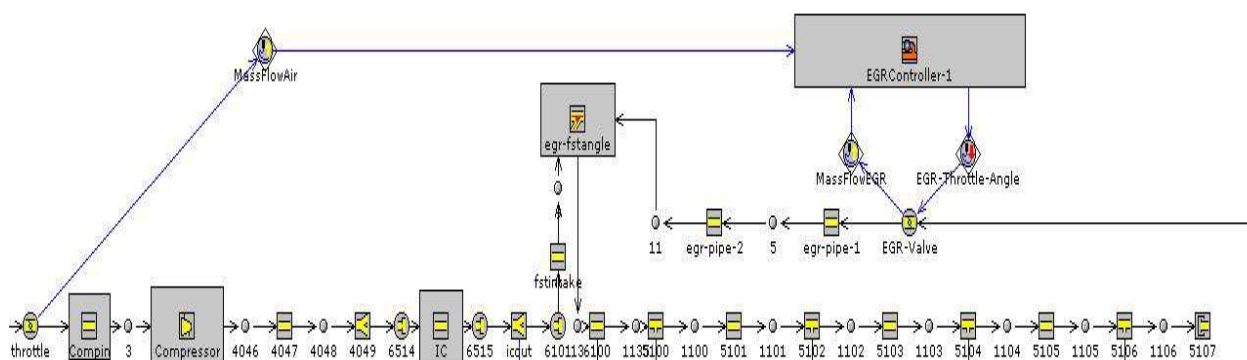 MassFlowAir
EGRController-1
egr-fstangle
MassFlowEGR
EGR-Throttle-Angle
11
egr-pipe-2
5
egr-pipe-1
EGR-Valve
fstintake
throttle
Compin
3
Compressor
4046
4047
4048
4049
6514
IC
6515
icout
6101
1136
5100
1100
5101
1101
5102
1102
5103
1103
5104
1104
5105
1105
5106
1106
5107